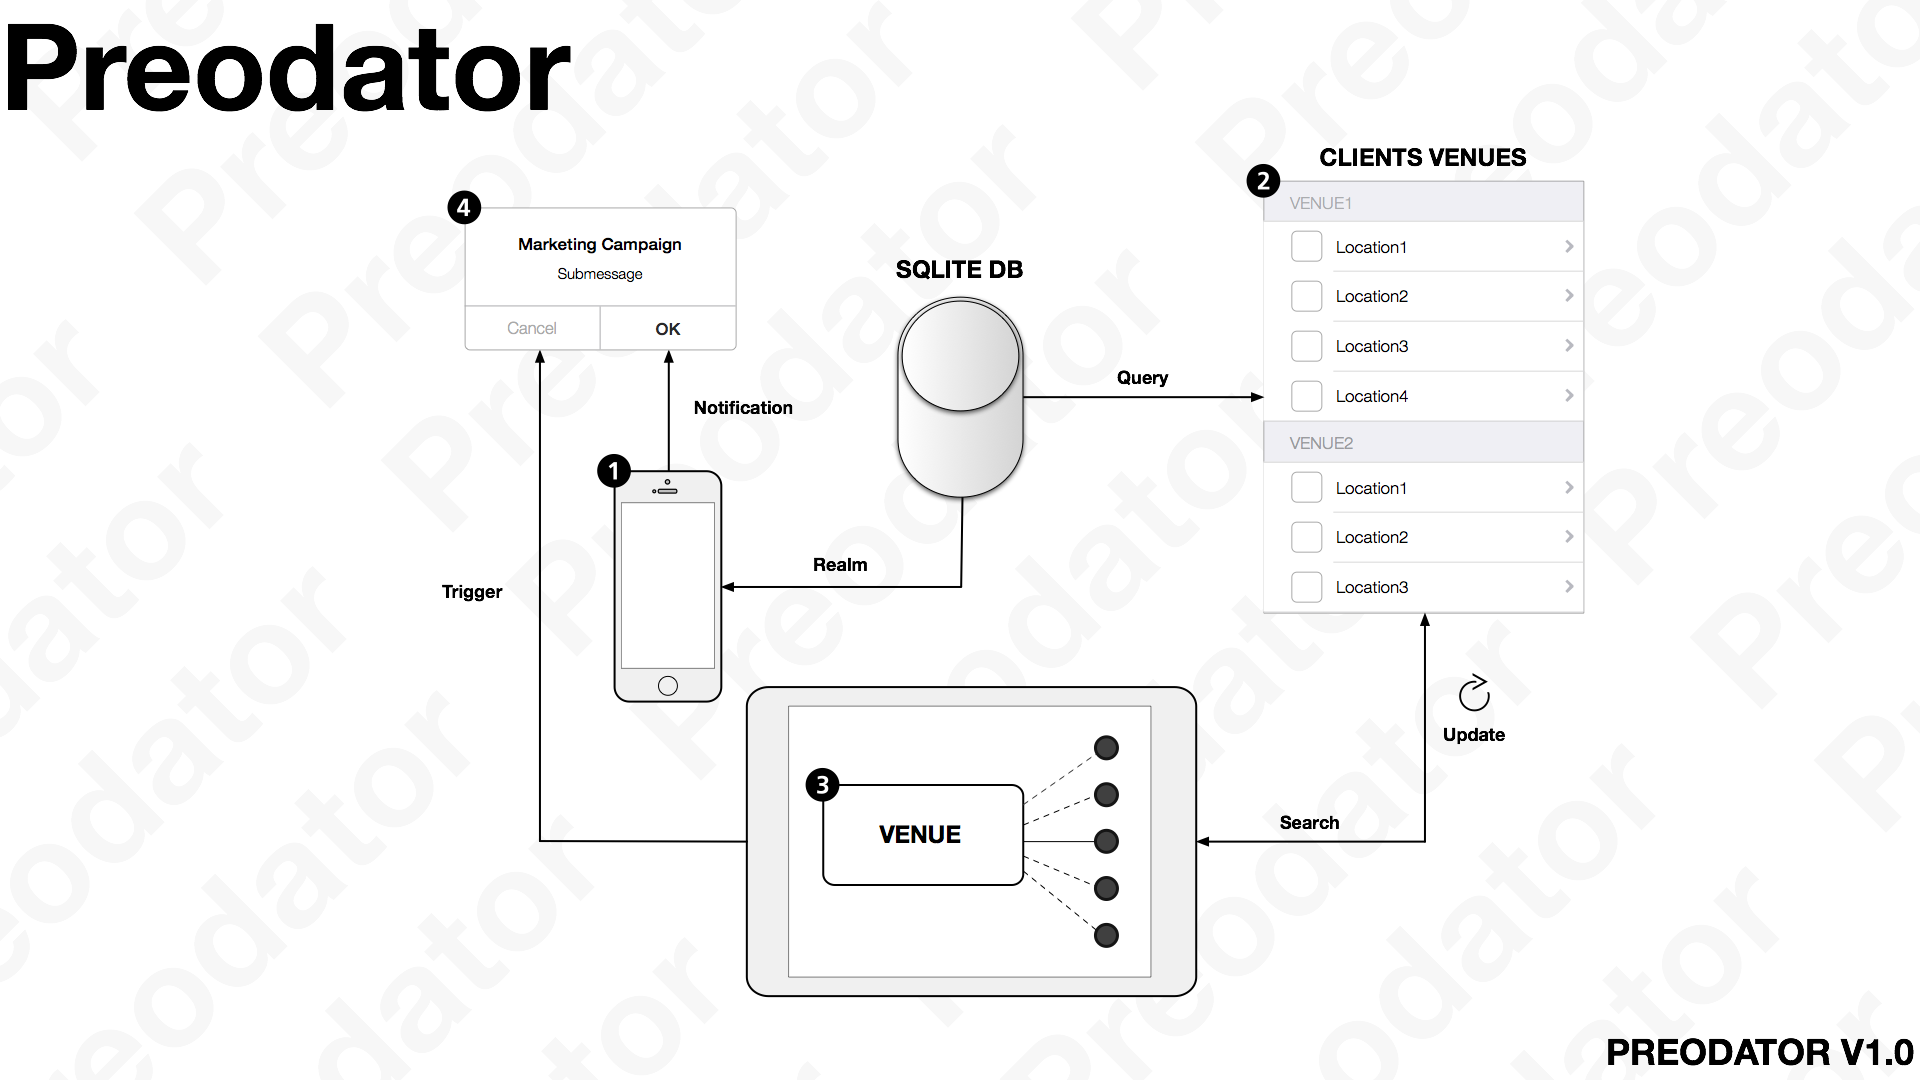 Preodator
CLIENTS VENUES
2
VENUE1
Location1
Location2
Location3
Location4
VENUE2
Location1
Location2
Location3
4
Marketing Campaign
Submessage
Cancel
OK
SQLITE DB
Query
Notification
1
Realm
Trigger
Update
3
VENUE
Search
PREODATOR V1.0